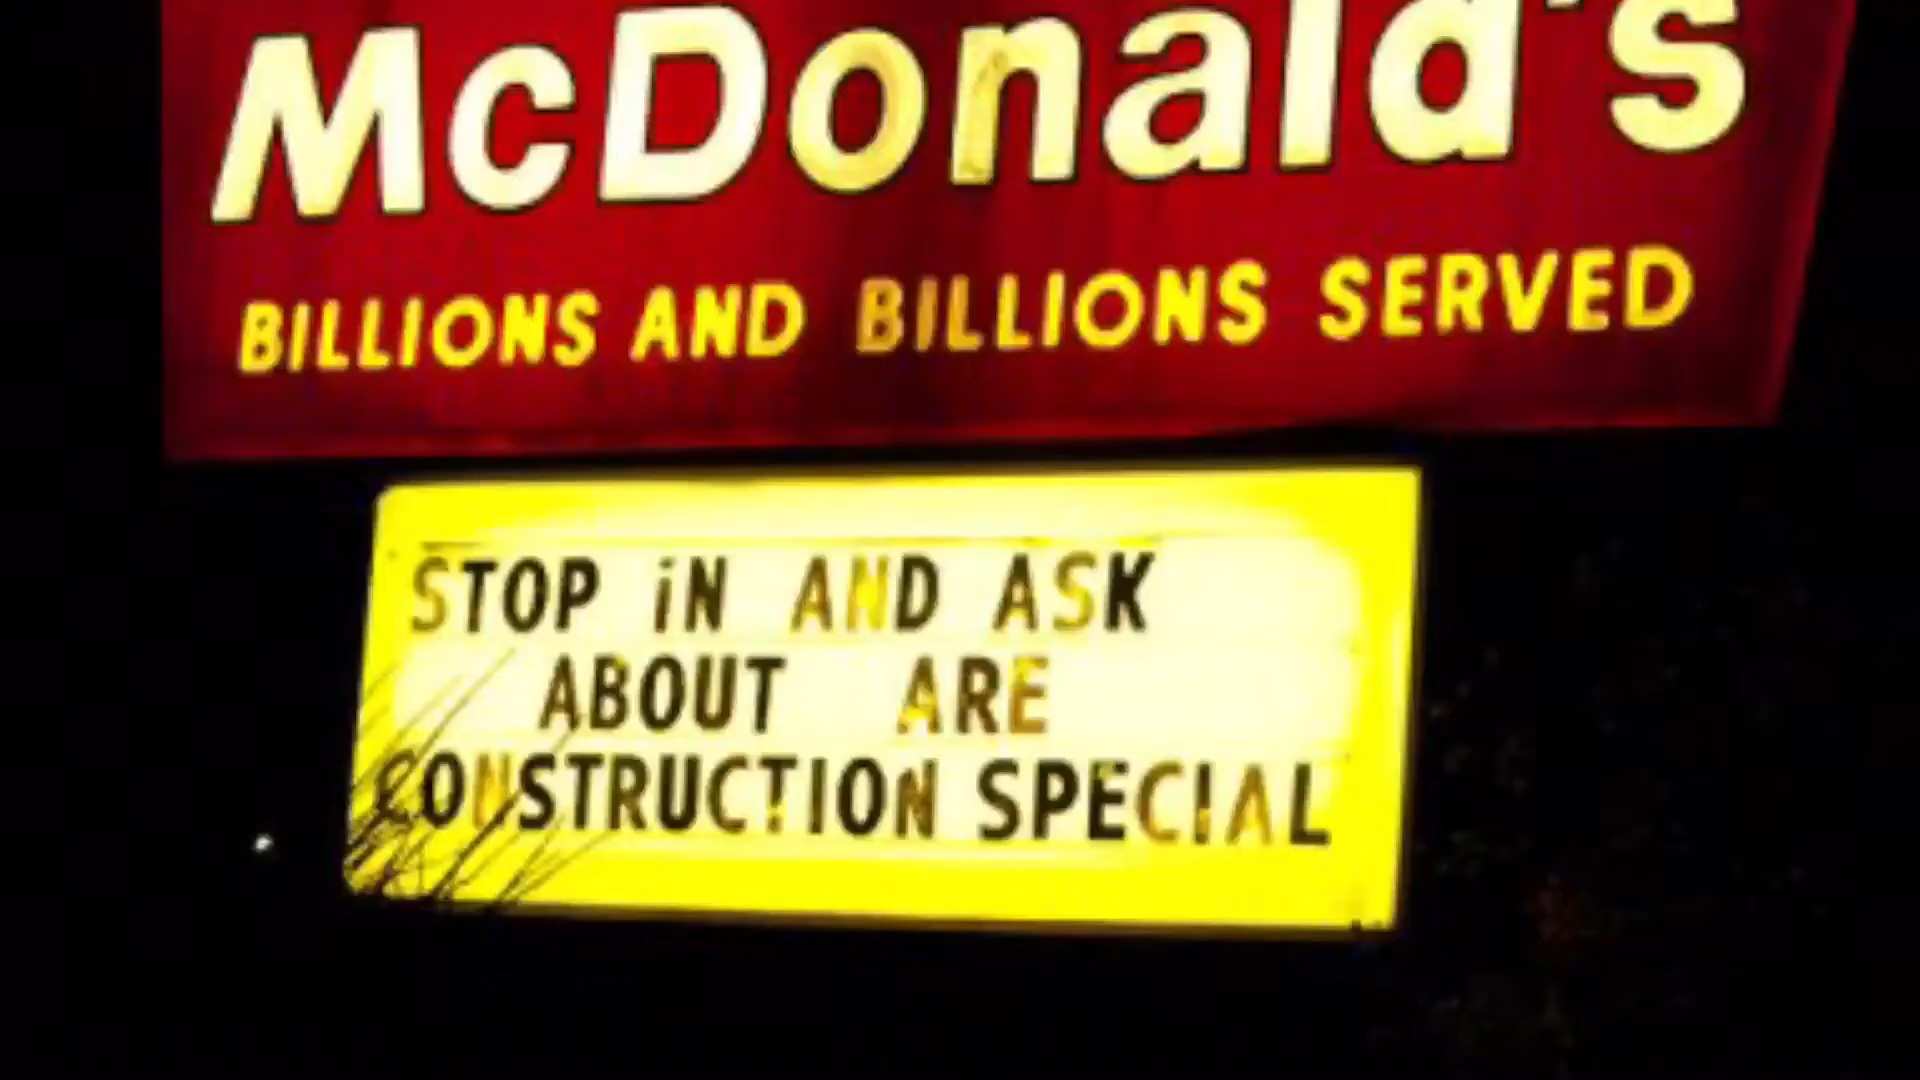 McDonald's
BILLIONS AND BILLIONS SERVED
STOP iN AND ASK
ABOUT ARE
CONSTRUCTION SPECIAL